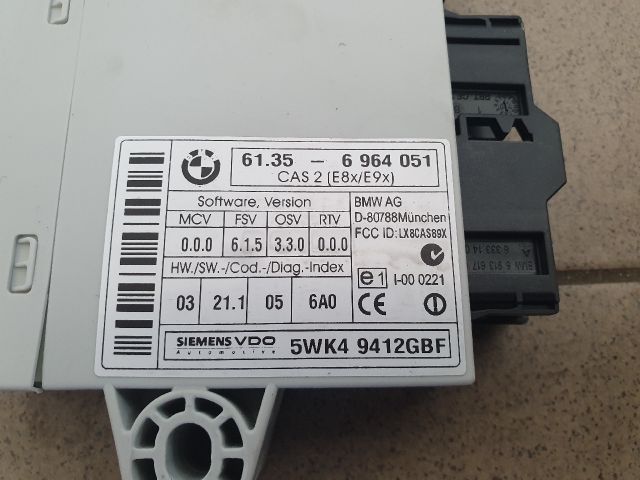 BMW
61.35 - 6 964 051
CAS 2 (E8x/E9x)
Software, Version
MCV FSV OSV RTV
0.0.0 6.1.5 3.3.0 0.0.0
HW./SW.-/Cod.-/Diag.-Index
03 21.1 05 6A0
BMW AG
D-80788München
FCC ID: LX8CAS89X
e1 I-00 0221
CE
SIEMENS VDO
Automotive
5WK4 9412GBF